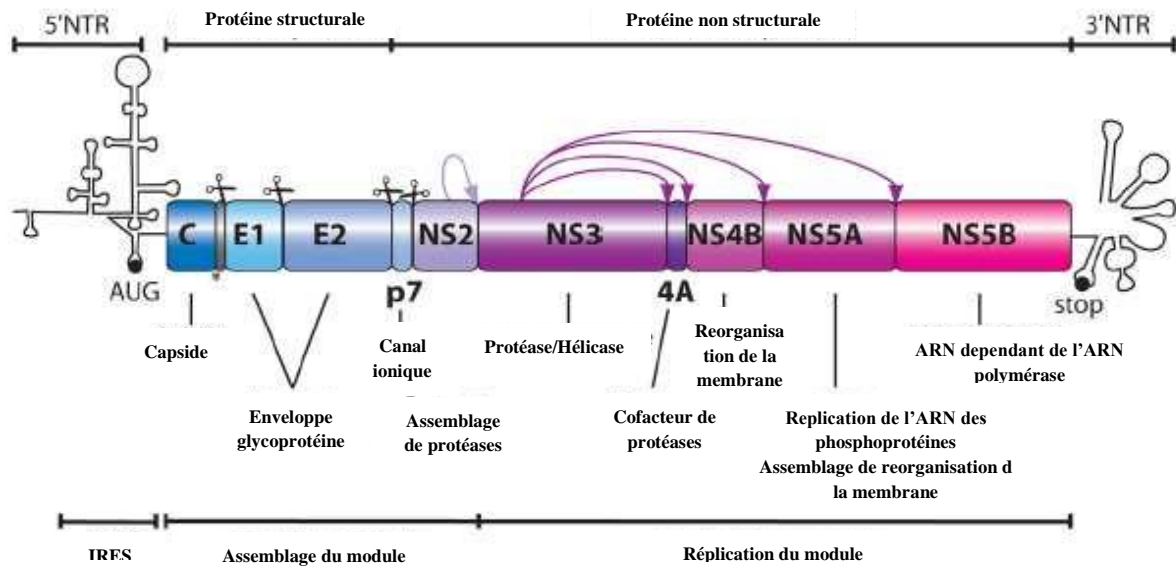 Protéine structurale
Protéine non structurale
5'NTR
3'NTR
C
E1
E2
NS2
NS3
NS4B
NS5A
NS5B
AUG
p7
4A
stop
Capside
Canal
ionique
Protéase/Hélicase
Reorganisa
tion de la
membrane
ARN dependant de l'ARN
polymérase
Enveloppe
glycoprotéine
Assemblage
de protéases
Cofacteur de
protéases
Replication de l'ARN des
phosphoprotéines
Assemblage de reorganisation d
la membrane
IRES
Assemblage du module
Réplication du module